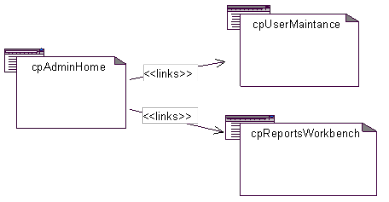 cpUserMaintance
cpAdminHome
<<links>>
<<links>>
cpReportsWorkbench